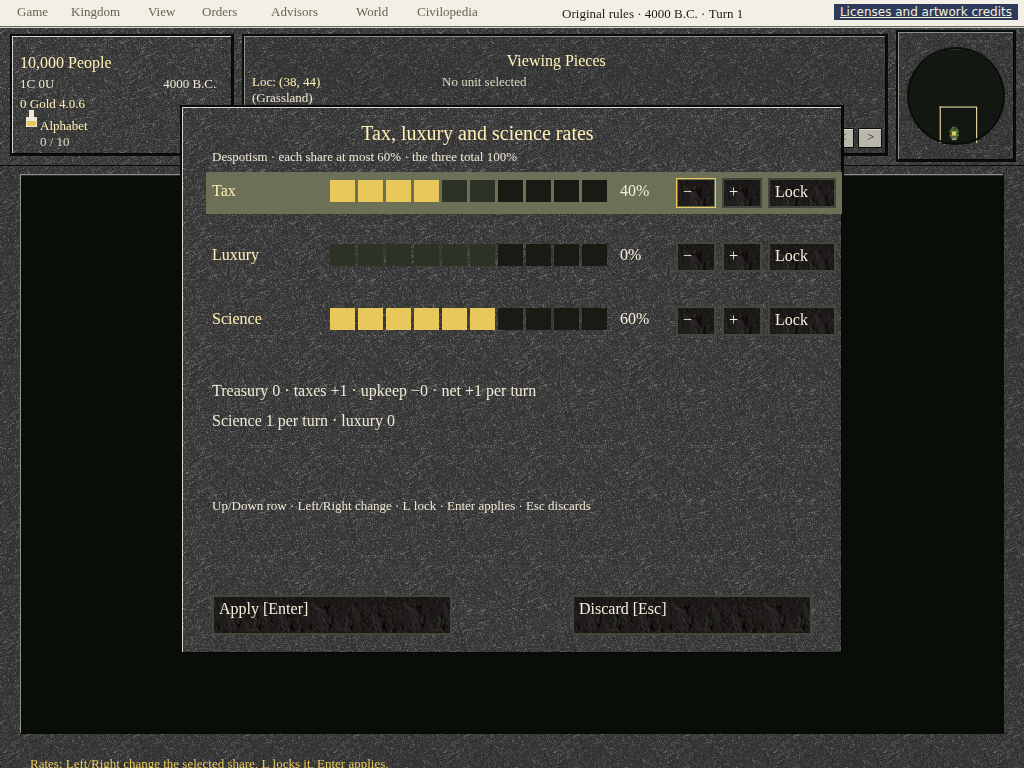 Game Kingdom View Orders Advisors World Civilopedia Original rules · 4000 B.C. · Turn 1 Licenses and artwork credits
10,000 People
1C 0U 4000 B.C.
0 Gold 4.0.6
Alphabet
0 / 10
Viewing Pieces
Loc: (38, 44) No unit selected
(Grassland)
>
Tax, luxury and science rates
Despotism · each share at most 60% · the three total 100%
Tax 40% − + Lock
Luxury 0% − + Lock
Science 60% − + Lock
Treasury 0 · taxes +1 · upkeep −0 · net +1 per turn
Science 1 per turn · luxury 0
Up/Down row · Left/Right change · L lock · Enter applies · Esc discards
Apply [Enter] Discard [Esc]
Rates: Left/Right change the selected share, L locks it, Enter applies.